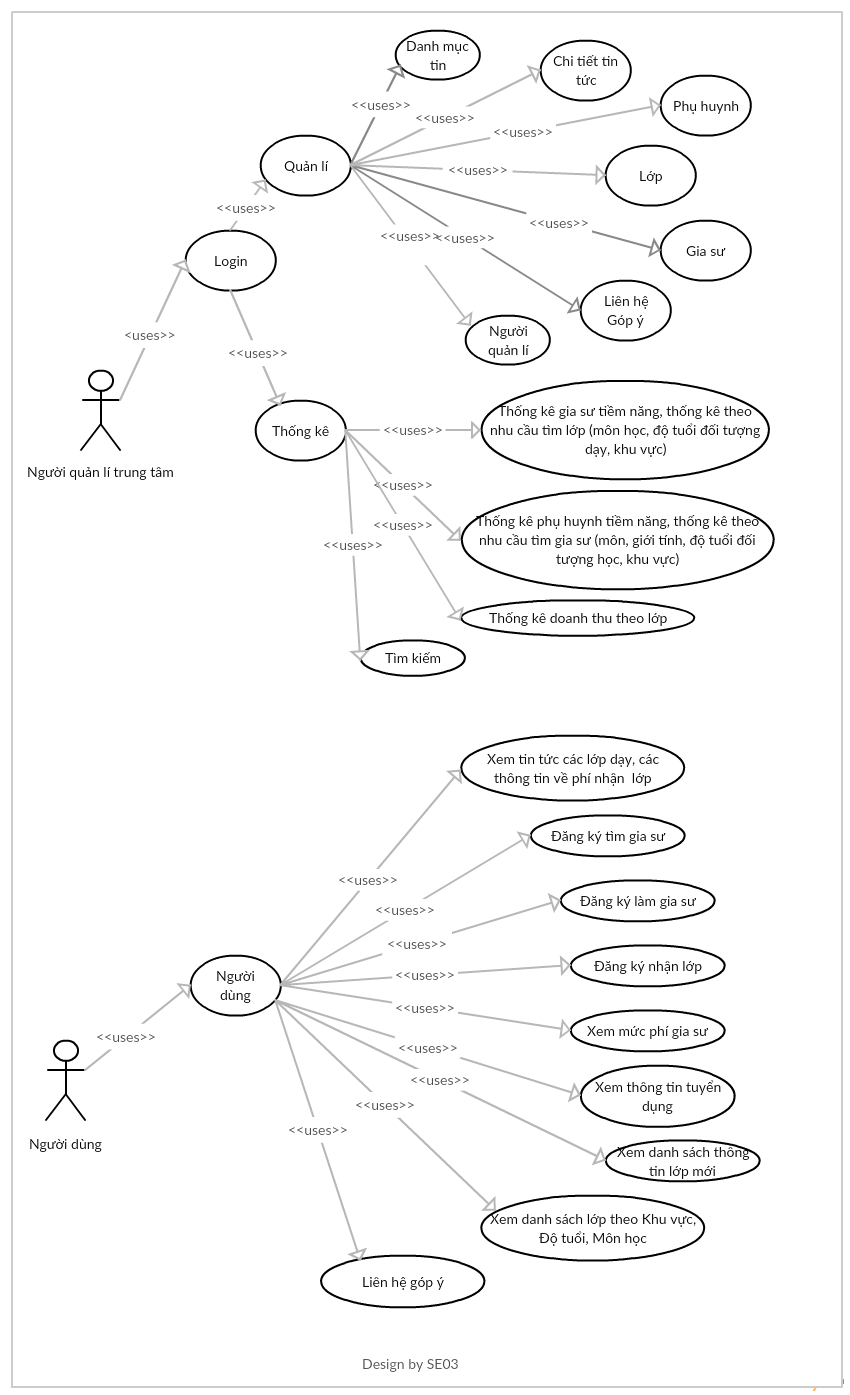 Danh mục
tin
Chi tiết tin
tức
Phụ huynh
<<uses>>
<<uses>>
<<uses>>
Quản lí
<<uses>>
Lớp
<<uses>>
<<uses>>
<<uses>>
<<uses>>
Gia sư
Login
Liên hệ
Góp ý
Người
quản lí
<uses>>
<<uses>>
Thống kê
<<uses>>
Thống kê gia sư tiềm năng, thống kê theo
nhu cầu tìm lớp (môn học, độ tuổi đối tượng
dạy, khu vực)
Người quản lí trung tâm
<<uses>>
<<uses>>
<<uses>>
Thống kê phụ huynh tiềm năng, thống kê theo
nhu cầu tìm gia sư (môn, giới tính, độ tuổi đối
tượng học, khu vực)
Thống kê doanh thu theo lớp
Tìm kiếm
Xem tin tức các lớp dạy, các
thông tin về phí nhận  lớp
Đăng ký tìm gia sư
<<uses>>
Đăng ký làm gia sư
<<uses>>
<<uses>>
Đăng ký nhận lớp
<<uses>>
Người
dùng
<<uses>>
Xem mức phí gia sư
<<uses>>
<<uses>>
<<uses>>
Xem thông tin tuyển
dụng
<<uses>>
<<uses>>
Người dùng
Xem danh sách thông
tin lớp mới
Xem danh sách lớp theo Khu vực,
Độ tuổi, Môn học
Liên hệ góp ý
Design by SE03